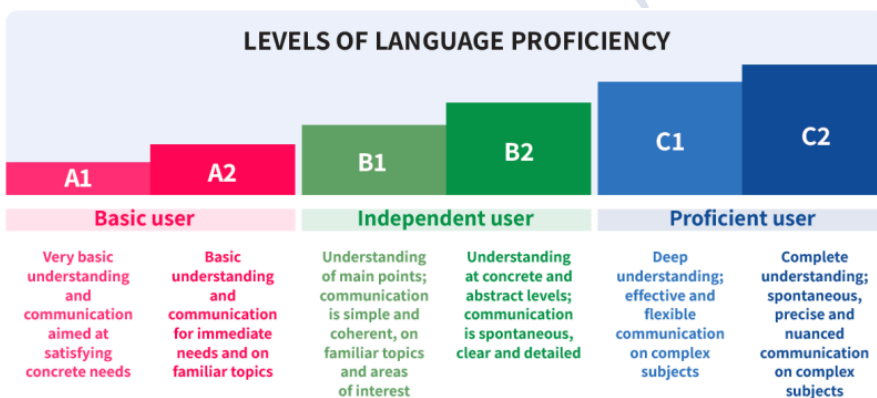 LEVELS OF LANGUAGE PROFICIENCY
A1
A2
B1
B2
C1
C2
Basic user
Independent user
Proficient user
Very basic
understanding
and
communication
aimed at
satisfying
concrete needs
Basic
understanding
and
communication
for immediate
needs and on
familiar topics
Understanding
of main points;
communication
is simple and
coherent, on
familiar topics
and areas
of interest
Understanding
at concrete and
abstract levels;
communication
is spontaneous,
clear and detailed
Deep
understanding;
effective and
flexible
communication
on complex
subjects
Complete
understanding;
spontaneous,
precise and
nuanced
communication
on complex
subjects